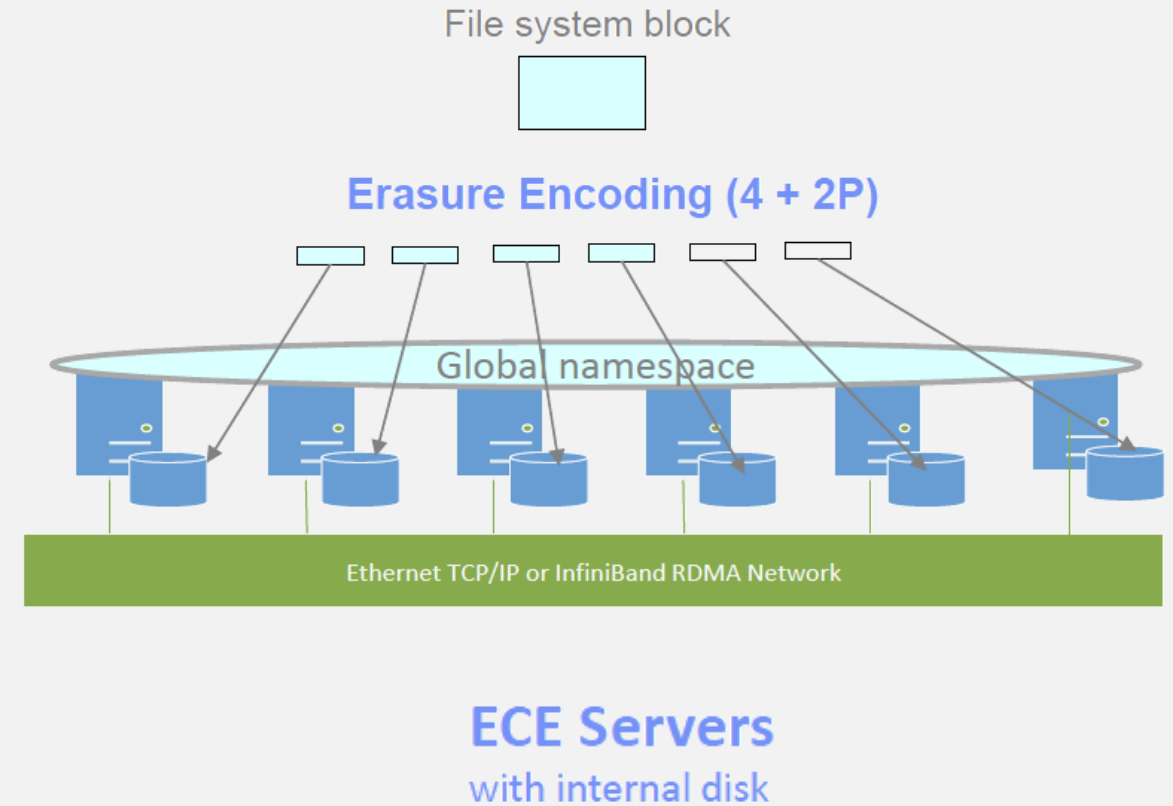 File system block
Erasure Encoding (4 + 2P)
Global namespace
Ethernet TCP/IP or InfiniBand RDMA Network
ECE Servers
with internal disk